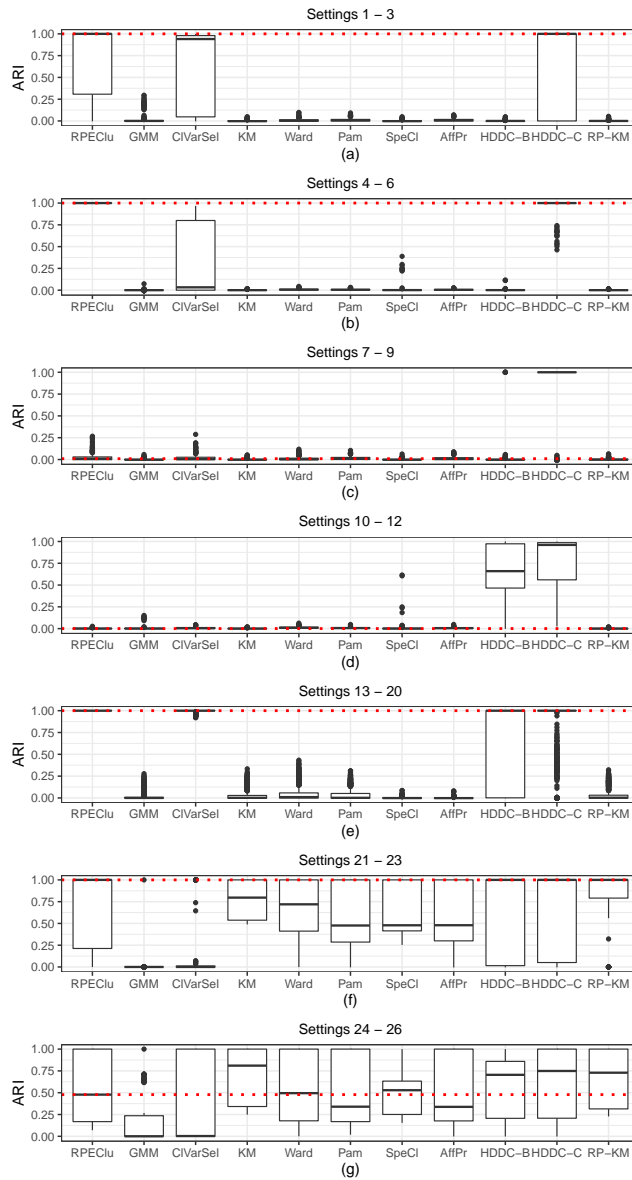 Settings 1 − 3
ARI
1.00
0.75
0.50
0.25
0.00
RPEClu GMM ClVarSel KM Ward Pam SpeCl AffPr HDDC−B HDDC−C RP−KM
(a)
Settings 4 − 6
ARI
1.00
0.75
0.50
0.25
0.00
RPEClu GMM ClVarSel KM Ward Pam SpeCl AffPr HDDC−B HDDC−C RP−KM
(b)
Settings 7 − 9
ARI
1.00
0.75
0.50
0.25
0.00
RPEClu GMM ClVarSel KM Ward Pam SpeCl AffPr HDDC−B HDDC−C RP−KM
(c)
Settings 10 − 12
ARI
1.00
0.75
0.50
0.25
0.00
RPEClu GMM ClVarSel KM Ward Pam SpeCl AffPr HDDC−B HDDC−C RP−KM
(d)
Settings 13 − 20
ARI
1.00
0.75
0.50
0.25
0.00
RPEClu GMM ClVarSel KM Ward Pam SpeCl AffPr HDDC−B HDDC−C RP−KM
(e)
Settings 21 − 23
ARI
1.00
0.75
0.50
0.25
0.00
RPEClu GMM ClVarSel KM Ward Pam SpeCl AffPr HDDC−B HDDC−C RP−KM
(f)
Settings 24 − 26
ARI
1.00
0.75
0.50
0.25
0.00
RPEClu GMM ClVarSel KM Ward Pam SpeCl AffPr HDDC−B HDDC−C RP−KM
(g)